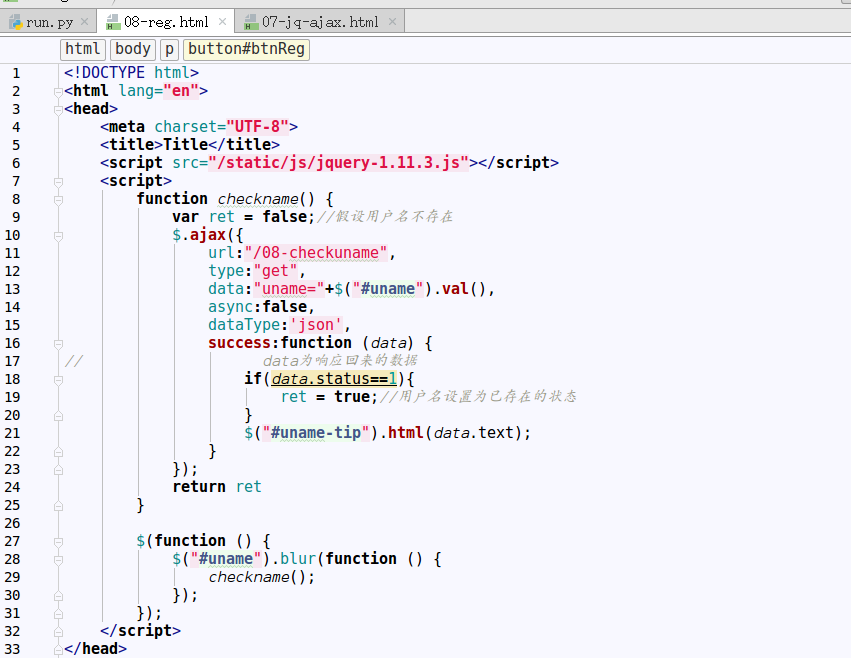 run.py 08-reg.html 07-jq-ajax.html
html body p button#btnReg
1 <!DOCTYPE html>
2 <html lang="en">
3 <head>
4 <meta charset="UTF-8">
5 <title>Title</title>
6 <script src="/static/js/jquery-1.11.3.js"></script>
7 <script>
8 function checkname() {
9 var ret = false;//假设用户名不存在
10 $.ajax({
11 url:"/08-checkuname",
12 type:"get",
13 data:"uname="+$("#uname").val(),
14 async:false,
15 dataType:'json',
16 success:function (data) {
17 // data为响应回来的数据
18 if(data.status==1){
19 ret = true;//用户名设置为已存在的状态
20 }
21 $("#uname-tip").html(data.text);
22 }
23 });
24 return ret
25 }
26
27 $(function () {
28 $("#uname").blur(function () {
29 checkname();
30 });
31 });
32 </script>
33 </head>